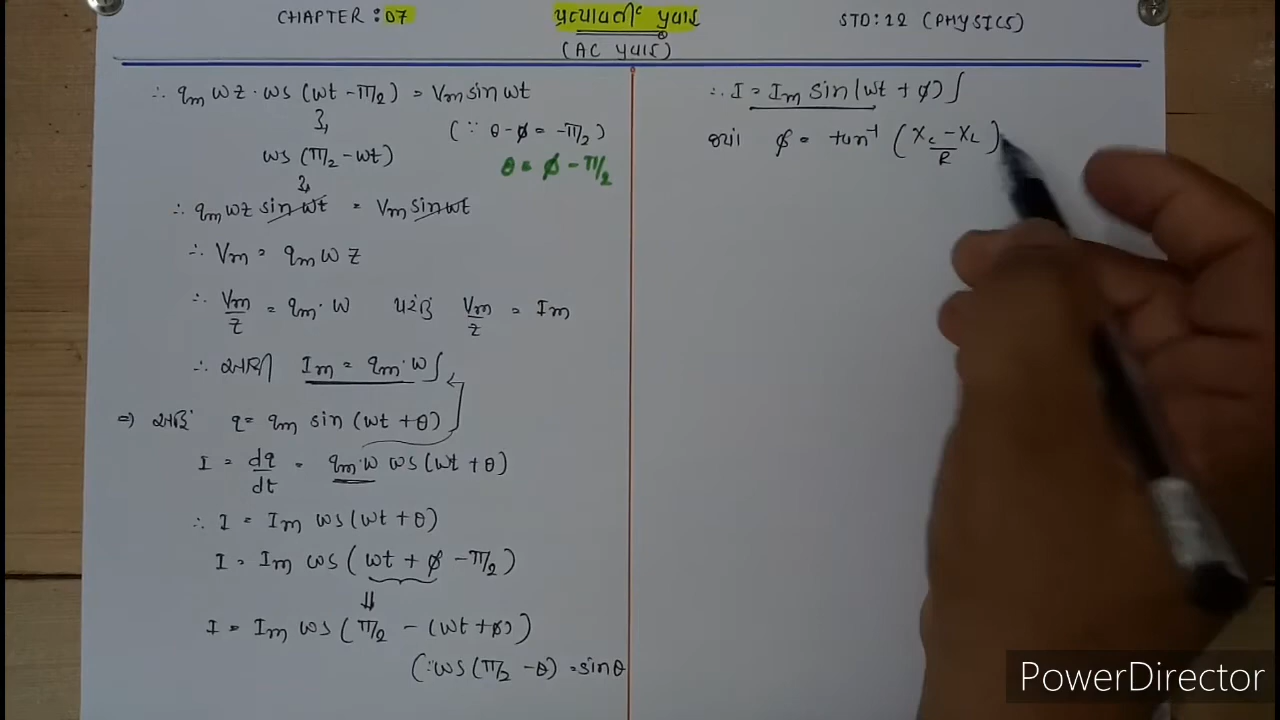 CHAPTER : 07
પ્રત્યાવર્તી પ્રવાહ
STD : 12 (PHYSICS)
(AC પ્રવાહ)
∴ qm ωz · cos (ωt - π/2) = Vm sin ωt
(∵ θ - φ = -π/2)
cos (π/2 - ωt)
θ = φ - π/2
∴ qm ωz sin ωt = Vm sin ωt
∴ Vm = qm ω z
∴ Vm/z = qm · ω પરંતુ Vm/z = Im
∴ આથી Im = qm · ω
⇒ q = qm sin (ωt + θ)
I = dq/dt = qm · ω cos (ωt + θ)
∴ I = Im cos (ωt + θ)
I = Im cos (ωt + φ - π/2)
⇓
I = Im cos (π/2 - (ωt + φ))
(∵ cos (π/2 - θ) = sin θ
∴ I = Im sin (ωt + φ)
જ્યાં φ = tan⁻¹ (Xc - XL / R)
PowerDirector